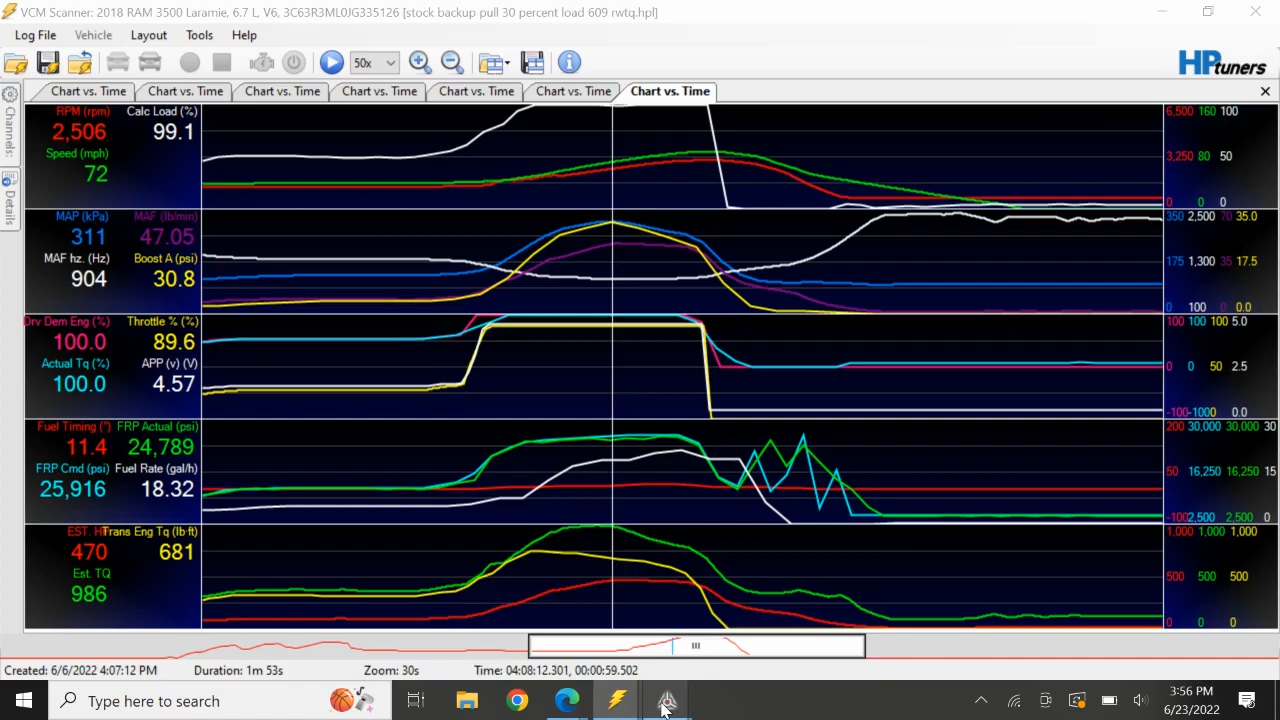 VCM Scanner: 2018 RAM 3500 Laramie, 6.7 L, V6, 3C63R3ML0JG335126 [stock backup pull 30 percent load 609 rwtq.hpl]
Log File Vehicle Layout Tools Help
50x HPtuners
Chart vs. Time Chart vs. Time Chart vs. Time Chart vs. Time Chart vs. Time Chart vs. Time Chart vs. Time
Channels:
Details
RPM (rpm) Calc Load (%) 6,500 160 100
2,506 99.1
Speed (mph) 3,250 80 50
72
0 0 0
MAP (kPa) MAF (lb/min) 350 2,500 70 35.0
311 47.05
MAF hz. (Hz) Boost A (psi) 175 1,300 35 17.5
904 30.8
0 100 0 0.0
Drv Dem Eng (%) Throttle % (%) 100 100 100 5.0
100.0 89.6
Actual Tq (%) APP (v) (V) 0 0 50 2.5
100.0 4.57
-100 -100 0 0.0
Fuel Timing (°) FRP Actual (psi) 200 30,000 30,000 30
11.4 24,789
FRP Cmd (psi) Fuel Rate (gal/h) 50 16,250 16,250 15
25,916 18.32
-100 2,500 2,500 0
EST. H Trans Eng Tq (lb·ft) 1,000 1,000 1,000
470 681
Est. TQ 500 500 500
986
0 0 0
Created: 6/6/2022 4:07:12 PM Duration: 1m 53s Zoom: 30s Time: 04:08:12.301, 00:00:59.502
Type here to search 3:56 PM
6/23/2022